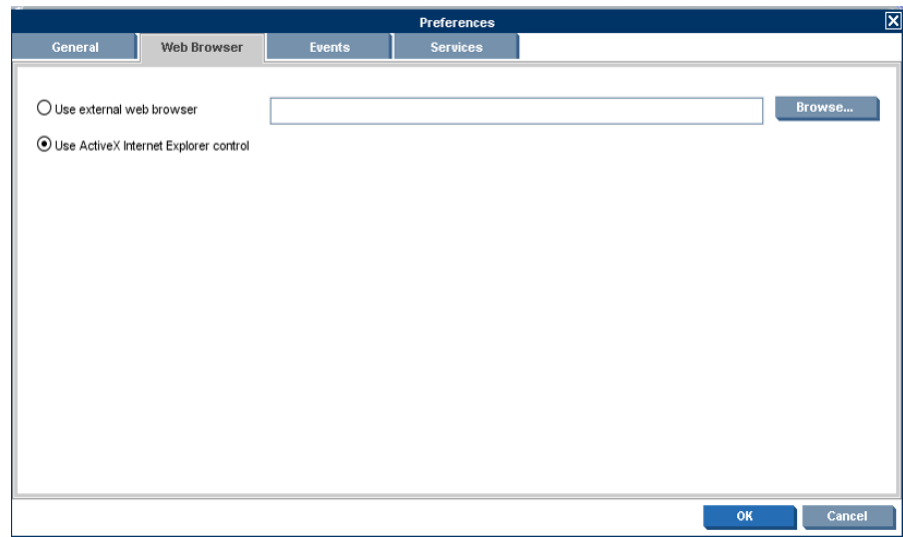 Preferences
General Web Browser Events Services
Use external web browser Browse...
Use ActiveX Internet Explorer control
OK Cancel